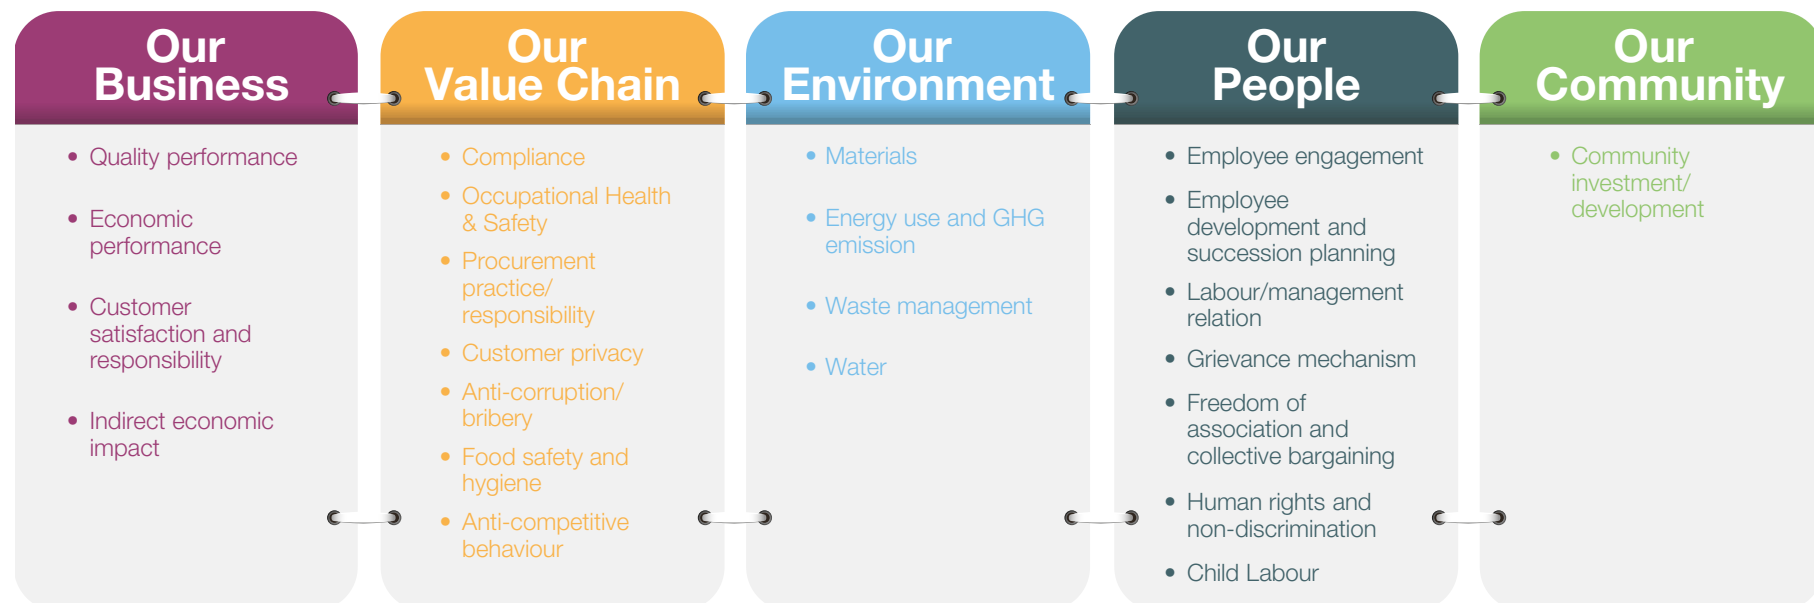 Our
Business
• Quality performance
• Economic
performance
• Customer
satisfaction and
responsibility
• Indirect economic
impact
Our
Value Chain
• Compliance
• Occupational Health
& Safety
• Procurement
practice/
responsibility
• Customer privacy
• Anti-corruption/
bribery
• Food safety and
hygiene
• Anti-competitive
behaviour
Our
Environment
• Materials
• Energy use and GHG
emission
• Waste management
• Water
Our
People
• Employee engagement
• Employee
development and
succession planning
• Labour/management
relation
• Grievance mechanism
• Freedom of
association and
collective bargaining
• Human rights and
non-discrimination
• Child Labour
Our
Community
• Community
investment/
development